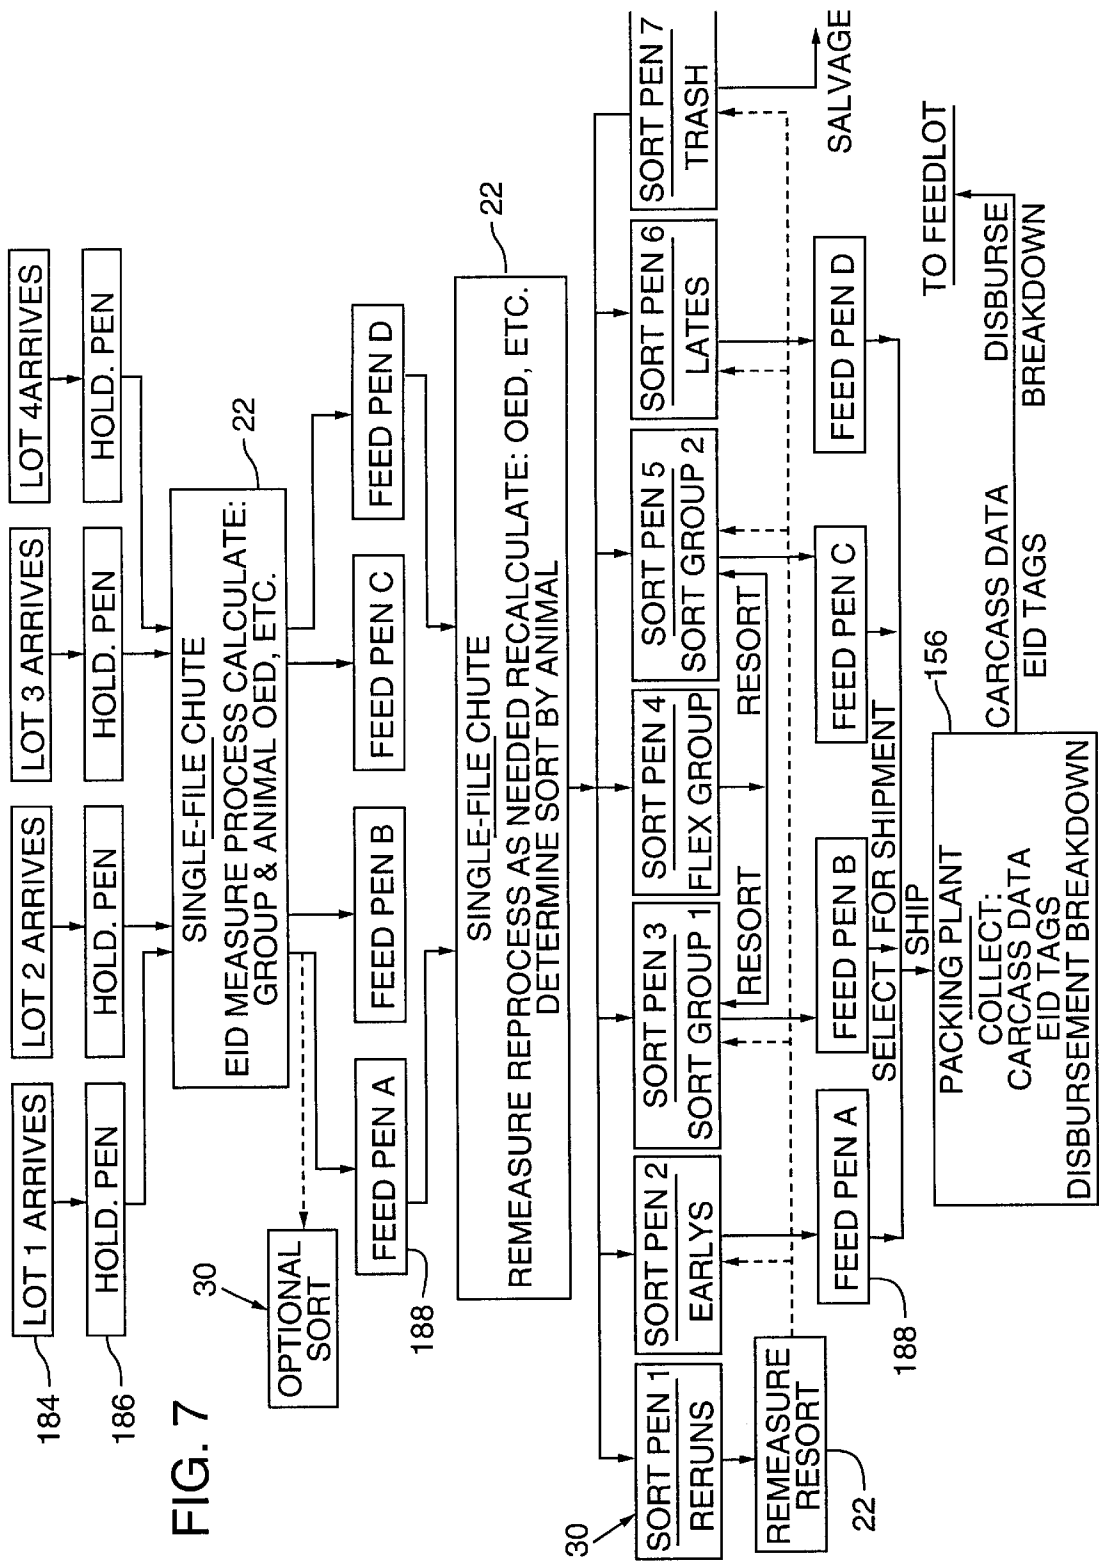 FIG. 7
184
LOT 1 ARRIVES
LOT 2 ARRIVES
LOT 3 ARRIVES
LOT 4ARRIVES
186
HOLD. PEN
HOLD. PEN
HOLD. PEN
HOLD. PEN
SINGLE-FILE CHUTE
EID MEASURE PROCESS CALCULATE:
GROUP & ANIMAL OED, ETC.
22
30
OPTIONAL
SORT
188
FEED PEN A
FEED PEN B
FEED PEN C
FEED PEN D
SINGLE-FILE CHUTE
REMEASURE REPROCESS AS NEEDED RECALCULATE: OED, ETC.
DETERMINE SORT BY ANIMAL
22
30
SORT PEN 1
RERUNS
SORT PEN 2
EARLYS
SORT PEN 3
SORT GROUP 1
SORT PEN 4
FLEX GROUP
SORT PEN 5
SORT GROUP 2
SORT PEN 6
LATES
SORT PEN 7
TRASH
RESORT
RESORT
SALVAGE
REMEASURE
RESORT
22
188
FEED PEN A
FEED PEN B
FEED PEN C
FEED PEN D
SELECT FOR SHIPMENT
SHIP
PACKING PLANT
COLLECT:
CARCASS DATA
EID TAGS
DISBURSEMENT BREAKDOWN
156
CARCASS DATA
EID TAGS
DISBURSE
BREAKDOWN
TO FEEDLOT